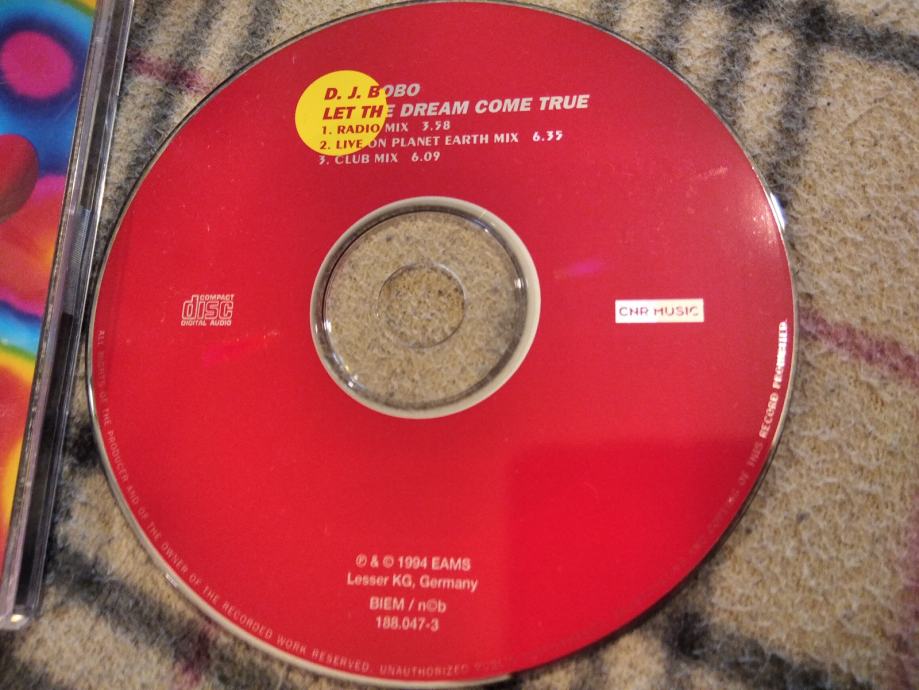 D. J. BOBO
LET THE DREAM COME TRUE
1. RADIO MIX 3.58
2. LIVE ON PLANET EARTH MIX 6.35
3. CLUB MIX 6.09
COMPACT
disc
DIGITAL AUDIO
CNR MUSIC
℗ & © 1994 EAMS
Lesser KG, Germany
BIEM / n©b
188.047-3
ALL RIGHTS OF THE PRODUCER AND OF THE OWNER OF THE RECORDED WORK RESERVED. UNAUTHORIZED OF THIS RECORD PROHIBITED